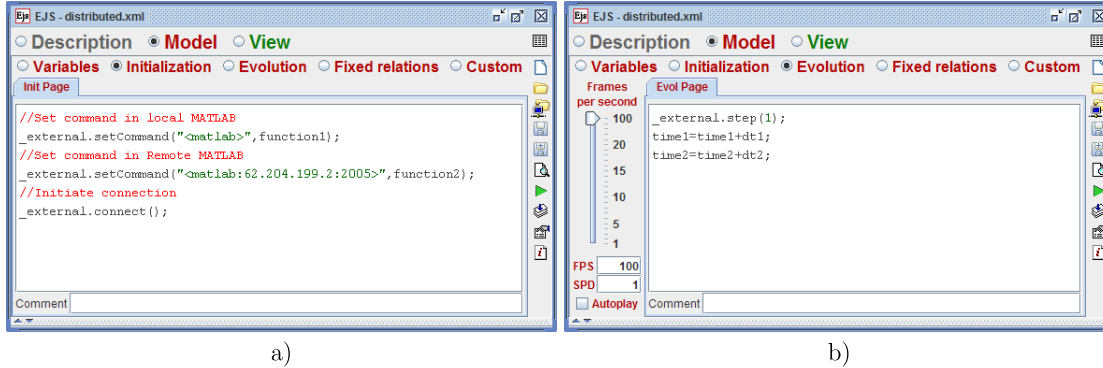 Ejs EJS - distributed.xml
Description Model View
Variables Initialization Evolution Fixed relations Custom
Init Page
//Set command in local MATLAB
_external.setCommand("<matlab>",function1);
//Set command in Remote MATLAB
_external.setCommand("<matlab:62.204.199.2:2005>",function2);
//Initiate connection
_external.connect();
Comment
a)
Ejs EJS - distributed.xml
Description Model View
Variables Initialization Evolution Fixed relations Custom
Frames
per second
100
20
15
10
5
1
FPS 100
SPD 1
Autoplay
Evol Page
_external.step(1);
time1=time1+dt1;
time2=time2+dt2;
Comment
b)